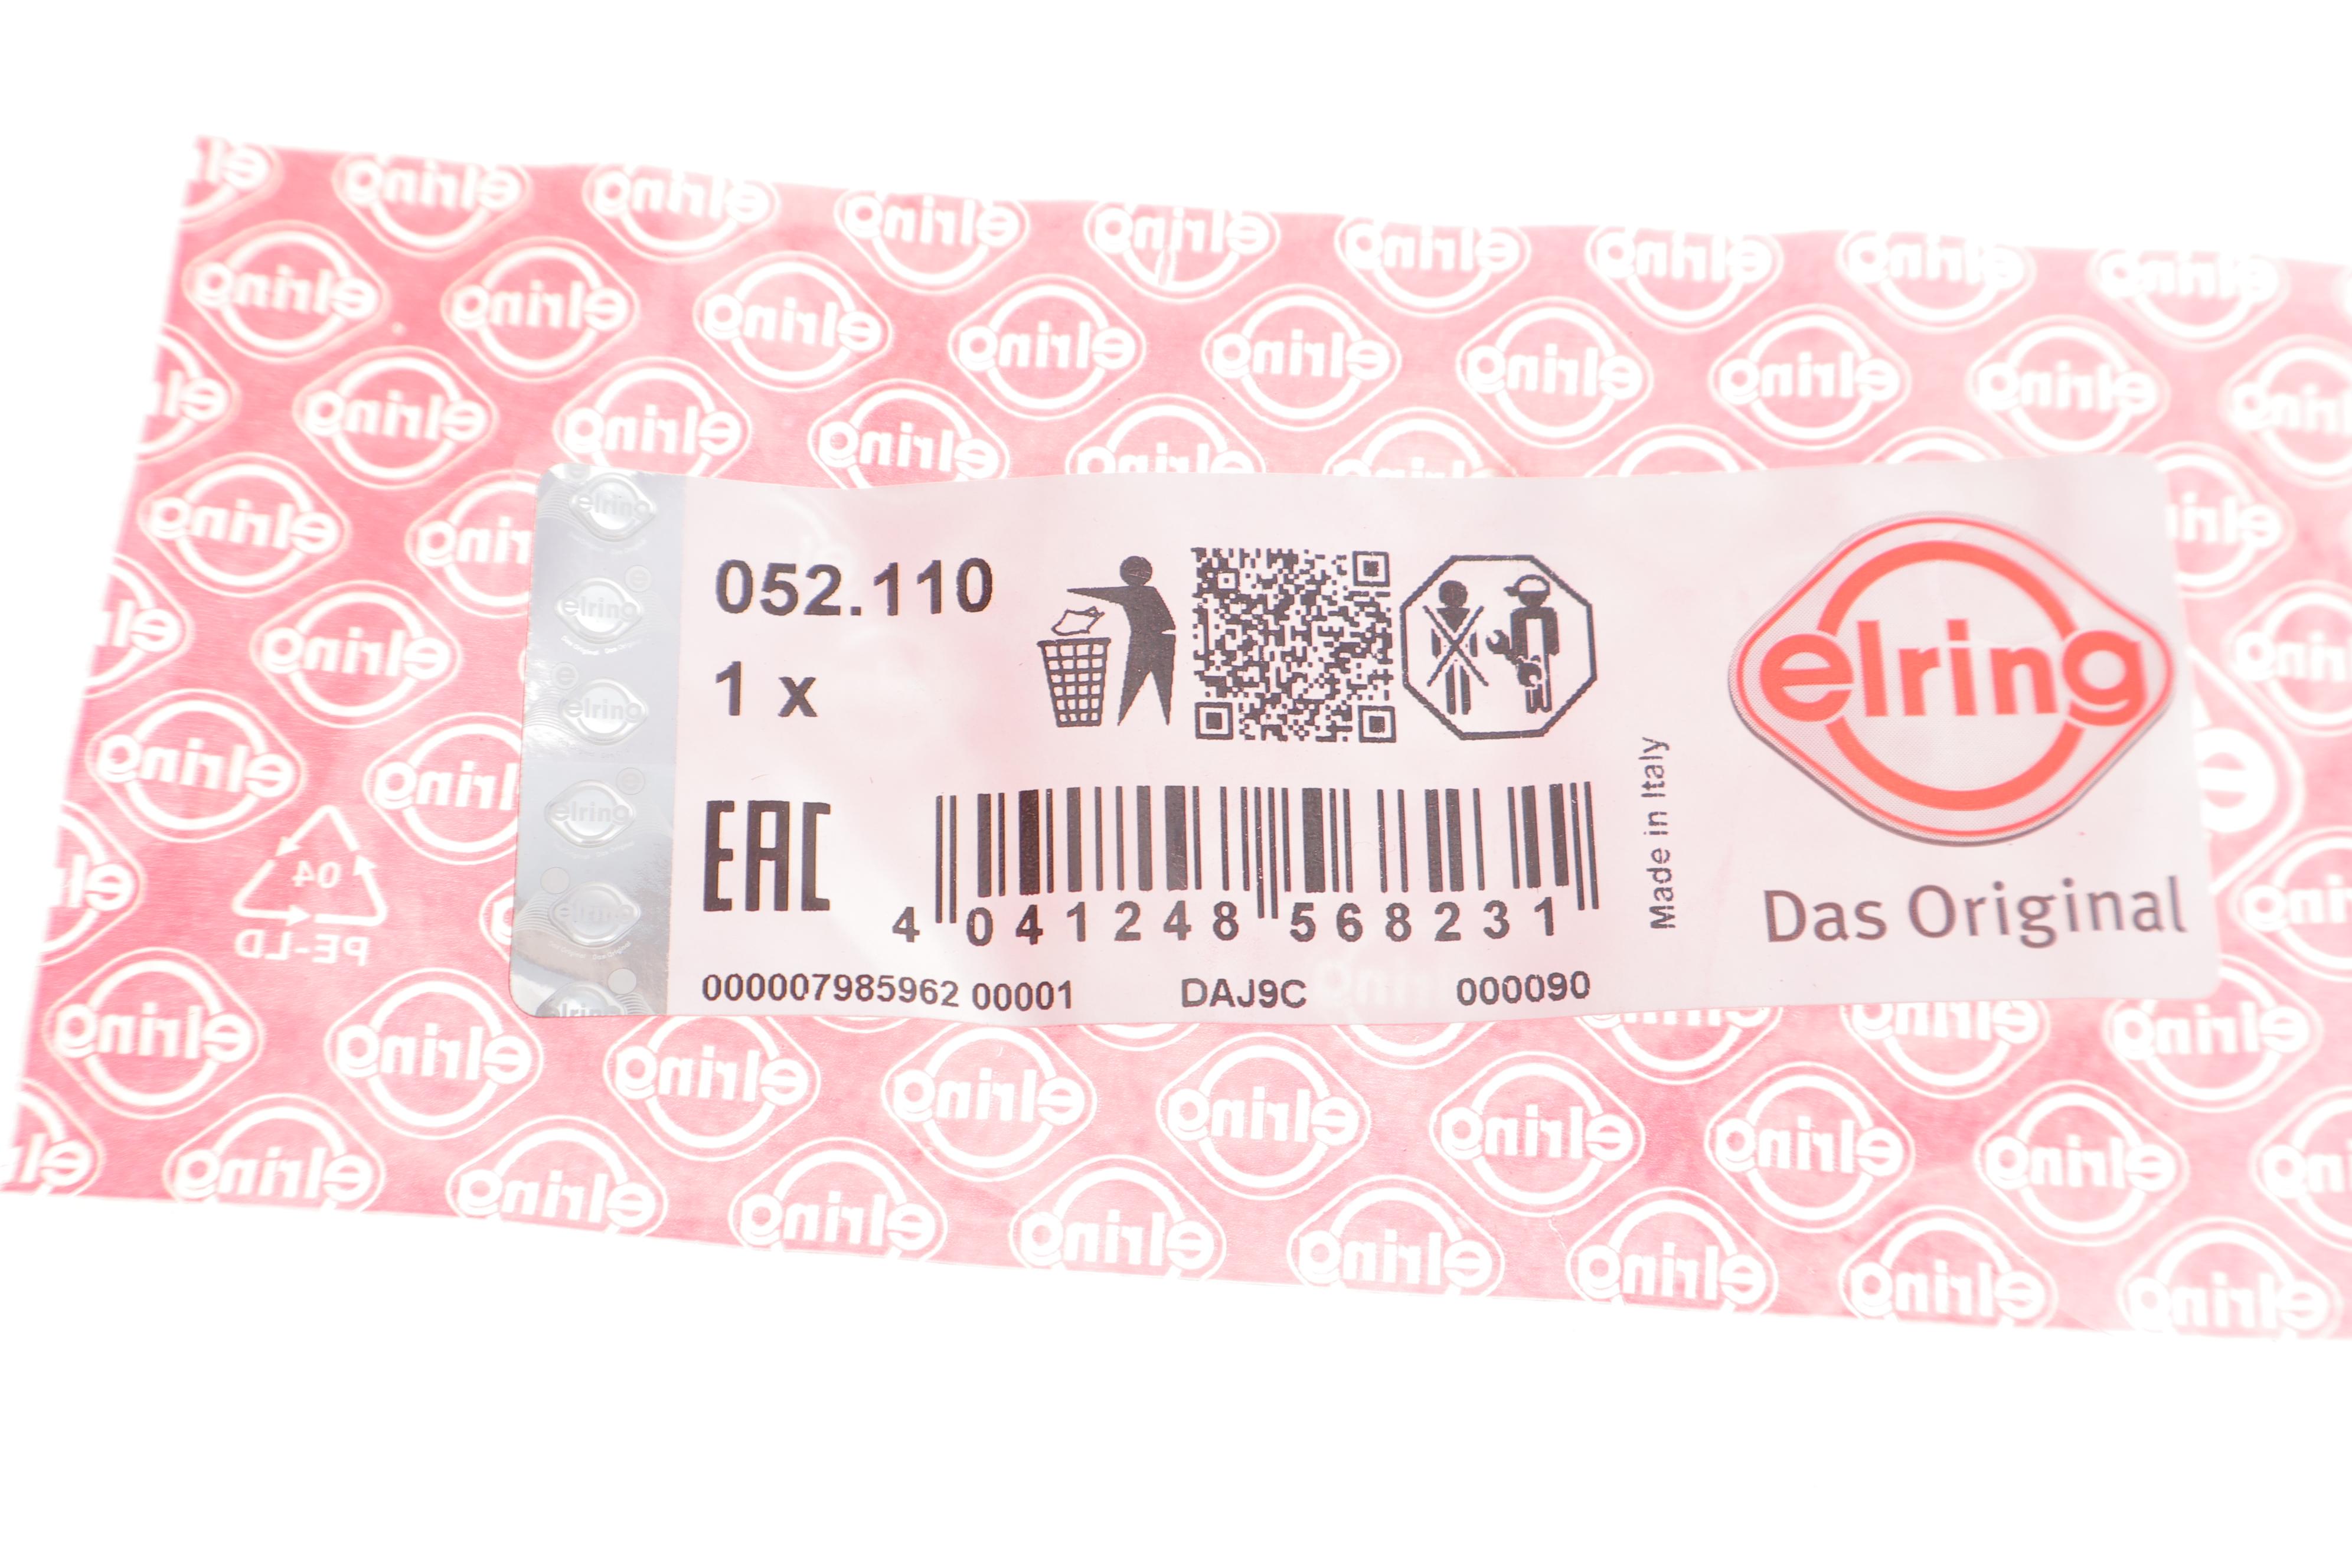 052.110
1 x
EAC
4 041248 568231
000007985962 00001 DAJ9C 000090
Made in Italy
elring
Das Original
04
PE-LD